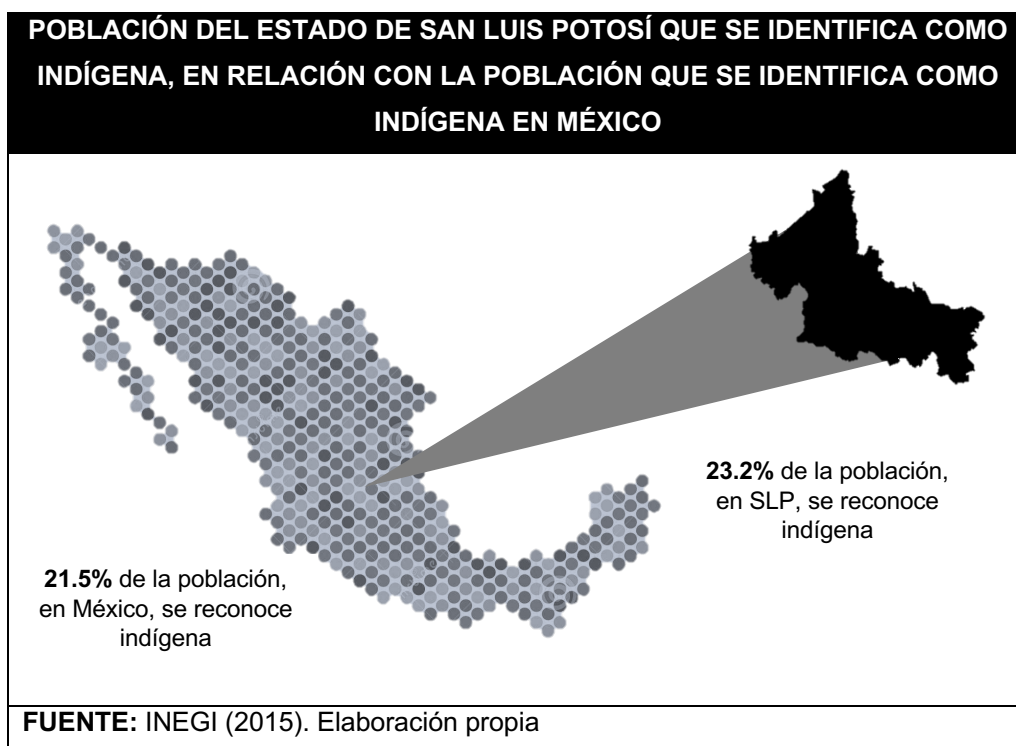 POBLACIÓN DEL ESTADO DE SAN LUIS POTOSÍ QUE SE IDENTIFICA COMO
INDÍGENA, EN RELACIÓN CON LA POBLACIÓN QUE SE IDENTIFICA COMO
INDÍGENA EN MÉXICO
23.2% de la población,
en SLP, se reconoce
indígena
21.5% de la población,
en México, se reconoce
indígena
FUENTE: INEGI (2015). Elaboración propia